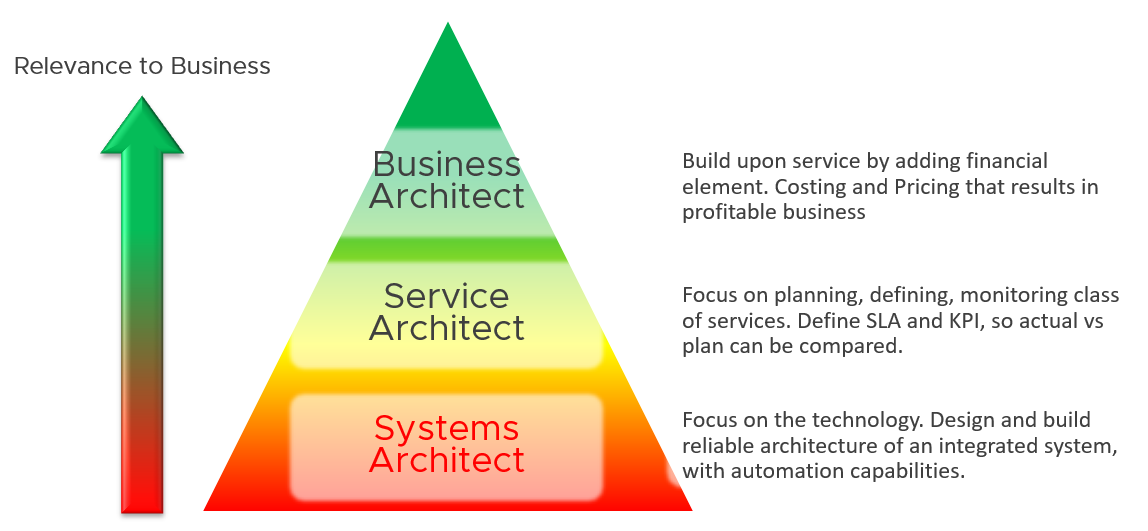 Relevance to Business
Business
Architect
Build upon service by adding financial
element. Costing and Pricing that results in
profitable business
Service
Architect
Focus on planning, defining, monitoring class
of services. Define SLA and KPI, so actual vs
plan can be compared.
Systems
Architect
Focus on the technology. Design and build
reliable architecture of an integrated system,
with automation capabilities.